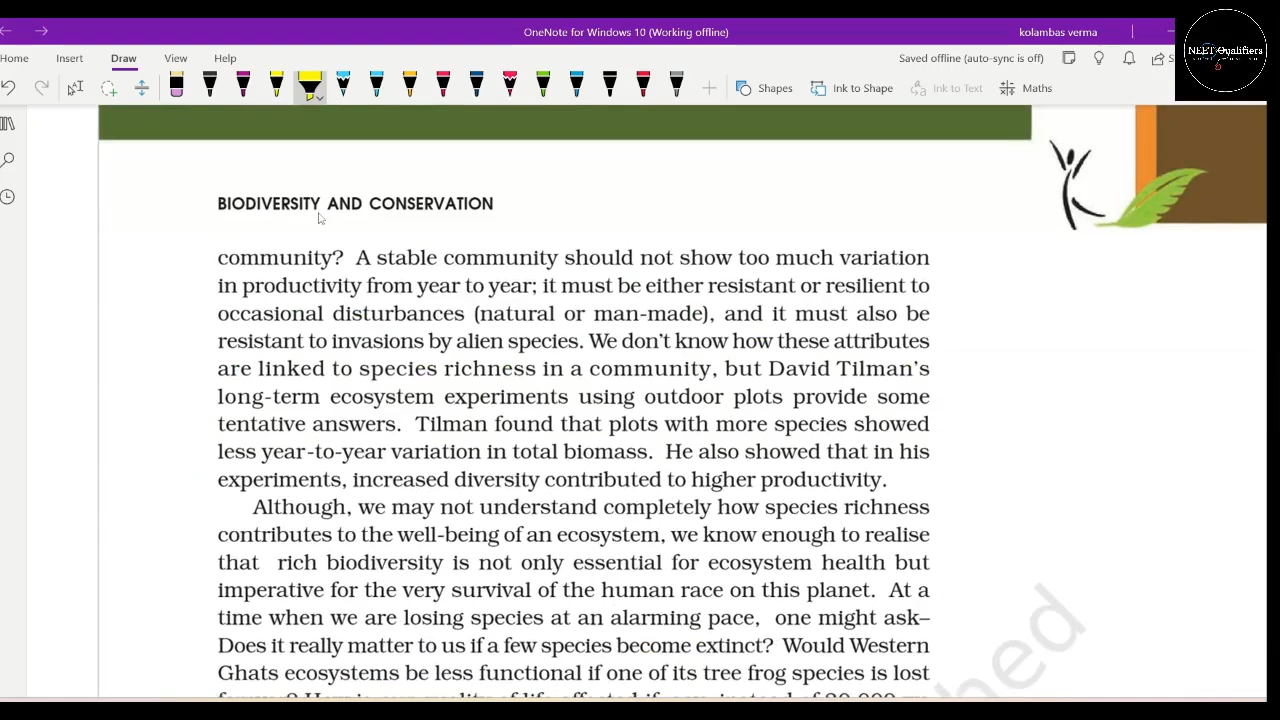 OneNote for Windows 10 (Working offline)
kolambas verma
NEET Qualifiers
Home Insert Draw View Help
Saved offline (auto-sync is off)
Shapes Ink to Shape Ink to Text Maths
BIODIVERSITY AND CONSERVATION
community? A stable community should not show too much variation
in productivity from year to year; it must be either resistant or resilient to
occasional disturbances (natural or man-made), and it must also be
resistant to invasions by alien species. We don't know how these attributes
are linked to species richness in a community, but David Tilman's
long-term ecosystem experiments using outdoor plots provide some
tentative answers. Tilman found that plots with more species showed
less year-to-year variation in total biomass. He also showed that in his
experiments, increased diversity contributed to higher productivity.
Although, we may not understand completely how species richness
contributes to the well-being of an ecosystem, we know enough to realise
that rich biodiversity is not only essential for ecosystem health but
imperative for the very survival of the human race on this planet. At a
time when we are losing species at an alarming pace, one might ask–
Does it really matter to us if a few species become extinct? Would Western
Ghats ecosystems be less functional if one of its tree frog species is lost